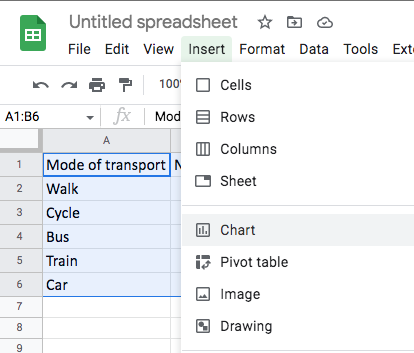 Untitled spreadsheet
File Edit View Insert Format Data Tools
100
A1:B6 fx Mod
Cells
Rows
Columns
Sheet
Chart
Pivot table
Image
Drawing
A
1 Mode of transport N
2 Walk
3 Cycle
4 Bus
5 Train
6 Car
7
8
9